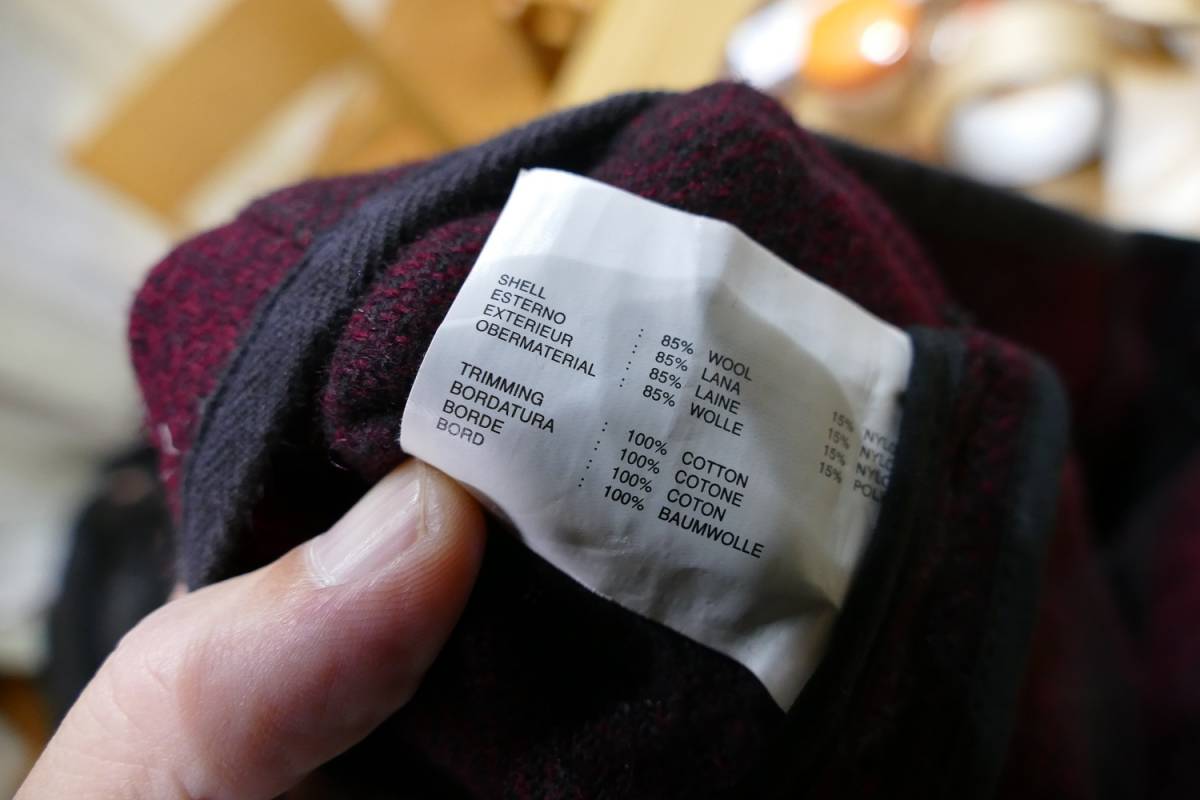 SHELL : 85% WOOL 15%
ESTERNO : 85% LANA 15%
EXTERIEUR : 85% LAINE 15%
OBERMATERIAL : 85% WOLLE 15%
TRIMMING : 100% COTTON
BORDATURA : 100% COTONE
BORDE : 100% COTON
BORD : 100% BAUMWOLLE